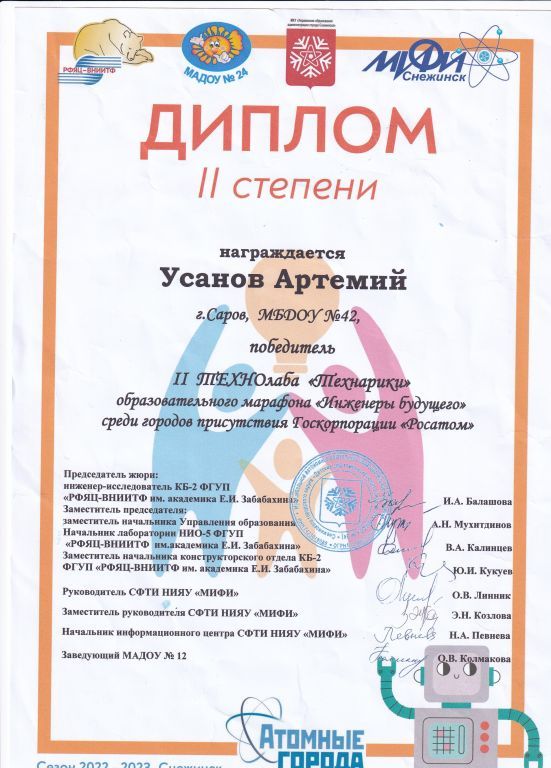 РФЯЦ-ВНИИТФ
МАДОУ № 24
МИФИ
Снежинск
ДИПЛОМ
II степени
награждается
Усанов Артемий
г.Саров, МБДОУ №42,
победитель
II ТЕХНОлаба «Технарики»
образовательного марафона «Инженеры будущего»
среди городов присутствия Госкорпорации «Росатом»
Председатель жюри:
инженер-исследователь КБ-2 ФГУП
«РФЯЦ-ВНИИТФ им. академика Е.И. Забабахина» И.А. Балашова
Заместитель председателя:
заместитель начальника Управления образования А.Н. Мухитдинов
Начальник лаборатории НИО-5 ФГУП
«РФЯЦ-ВНИИТФ им.академика Е.И. Забабахина» В.А. Калинцев
Заместитель начальника конструкторского отдела КБ-2
ФГУП «РФЯЦ-ВНИИТФ им. академика Е.И. Забабахина» Ю.И. Кукуев
Руководитель СФТИ НИЯУ «МИФИ» О.В. Линник
Заместитель руководителя СФТИ НИЯУ «МИФИ» Э.Н. Козлова
Начальник информационного центра СФТИ НИЯУ «МИФИ» Н.А. Певнева
Заведующий МАДОУ № 12 О.В. Колмакова
АТОМНЫЕ
ГОРОДА
Сезон 2022 - 2023 Снежинск